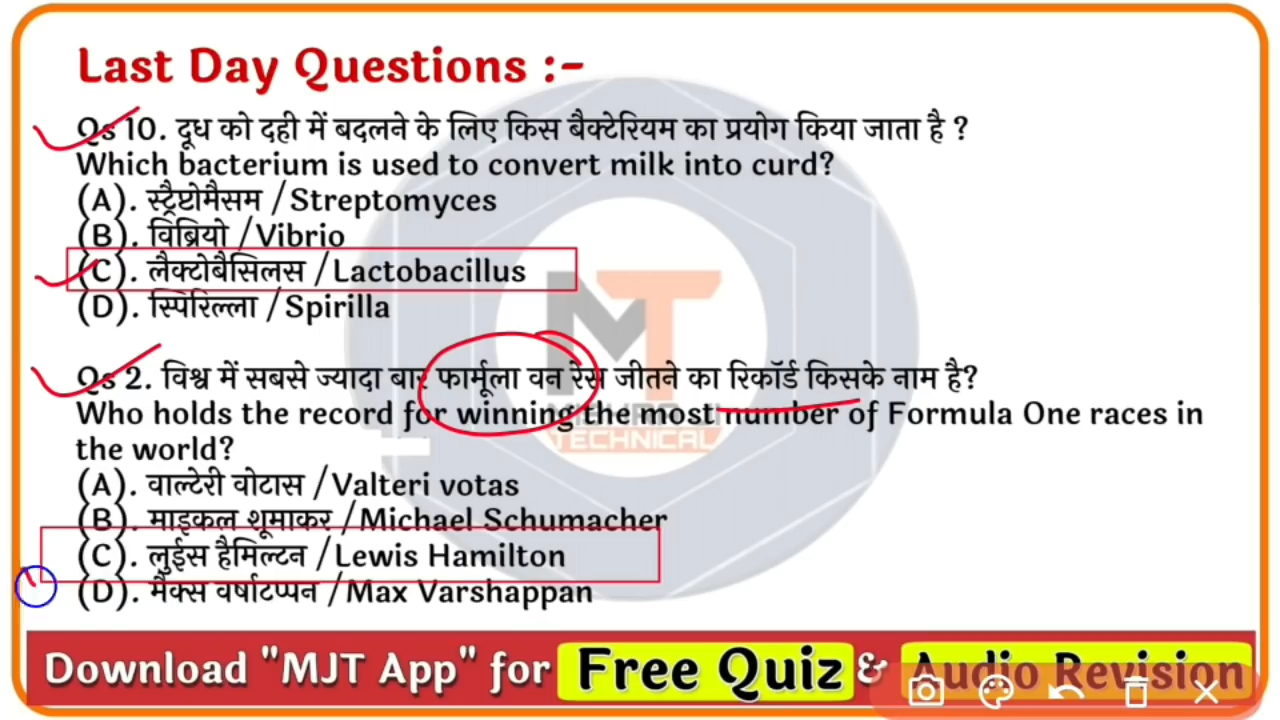 Last Day Questions :-
Qs 10. दूध को दही में बदलने के लिए किस बैक्टेरियम का प्रयोग किया जाता है ?
Which bacterium is used to convert milk into curd?
(A). स्ट्रैप्टोमैसम / Streptomyces
(B). विब्रियो / Vibrio
(C). लैक्टोबैसिलस / Lactobacillus
(D). स्पिरिल्ला / Spirilla
Qs 2. विश्व में सबसे ज्यादा बार फार्मूला वन रेस जीतने का रिकॉर्ड किसके नाम है?
Who holds the record for winning the most number of Formula One races in
the world?
(A). वाल्टेरी वोटास / Valteri votas
(B). माइकल शूमाकर / Michael Schumacher
(C). लुईस हैमिल्टन / Lewis Hamilton
(D). मैक्स वर्षाटप्पन / Max Varshappan
TECHNICAL
Download "MJT App" for Free Quiz & Audio Revision